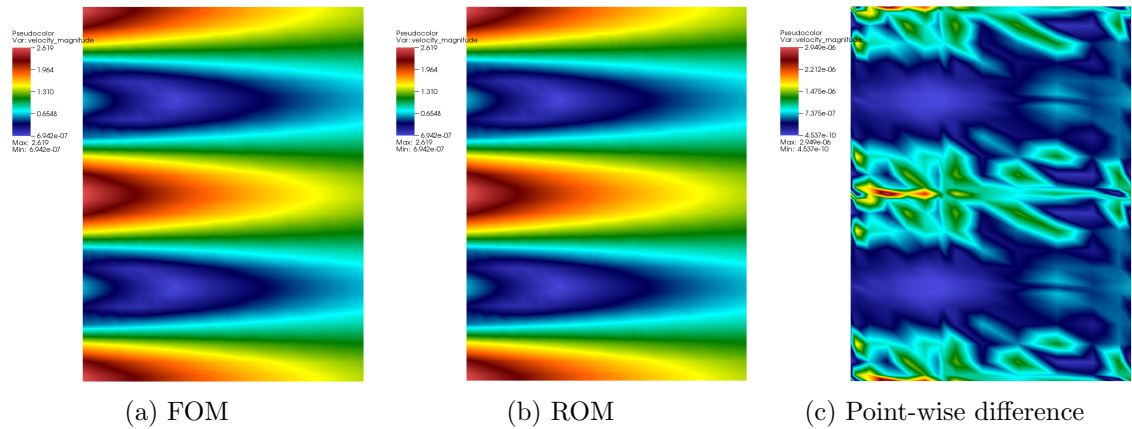 Pseudocolor
Var: velocity_magnitude
2.619
1.964
1.310
0.6548
6.942e-07
Max: 2.619
Min: 6.942e-07
(a) FOM
Pseudocolor
Var: velocity_magnitude
2.619
1.964
1.310
0.6548
6.942e-07
Max: 2.619
Min: 6.942e-07
(b) ROM
Pseudocolor
Var: velocity_magnitude
2.949e-06
2.212e-06
1.475e-06
7.375e-07
4.537e-10
Max: 2.949e-06
Min: 4.537e-10
(c) Point-wise difference